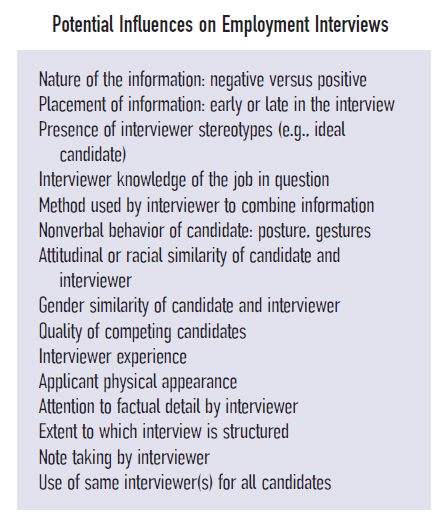 Potential Influences on Employment Interviews
Nature of the information: negative versus positive
Placement of information: early or late in the interview
Presence of interviewer stereotypes (e.g., ideal
candidate)
Interviewer knowledge of the job in question
Method used by interviewer to combine information
Nonverbal behavior of candidate: posture, gestures
Attitudinal or racial similarity of candidate and
interviewer
Gender similarity of candidate and interviewer
Quality of competing candidates
Interviewer experience
Applicant physical appearance
Attention to factual detail by interviewer
Extent to which interview is structured
Note taking by interviewer
Use of same interviewer(s) for all candidates